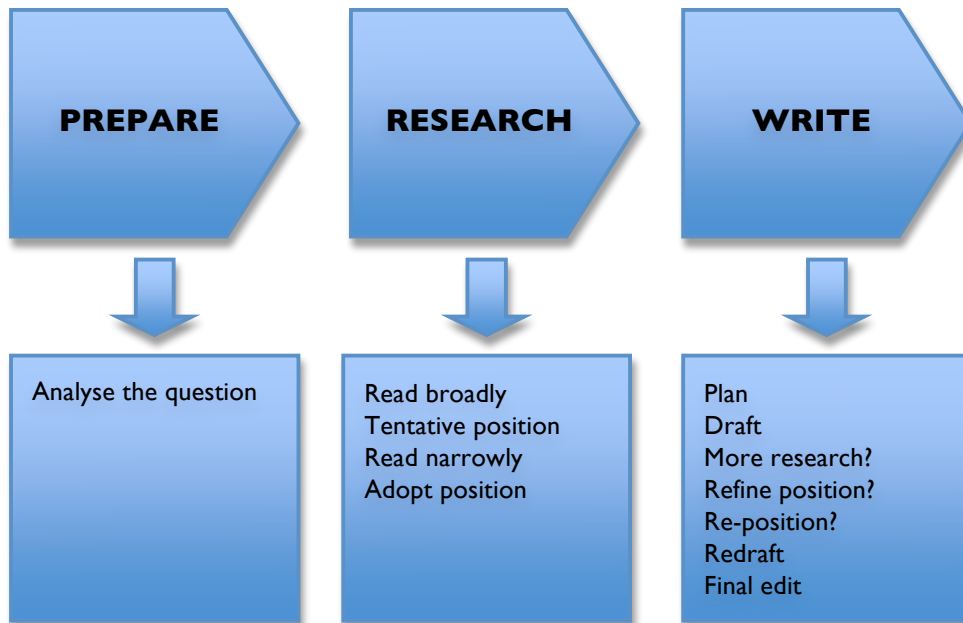 PREPARE
RESEARCH
WRITE
Analyse the question
Read broadly
Tentative position
Read narrowly
Adopt position
Plan
Draft
More research?
Refine position?
Re-position?
Redraft
Final edit